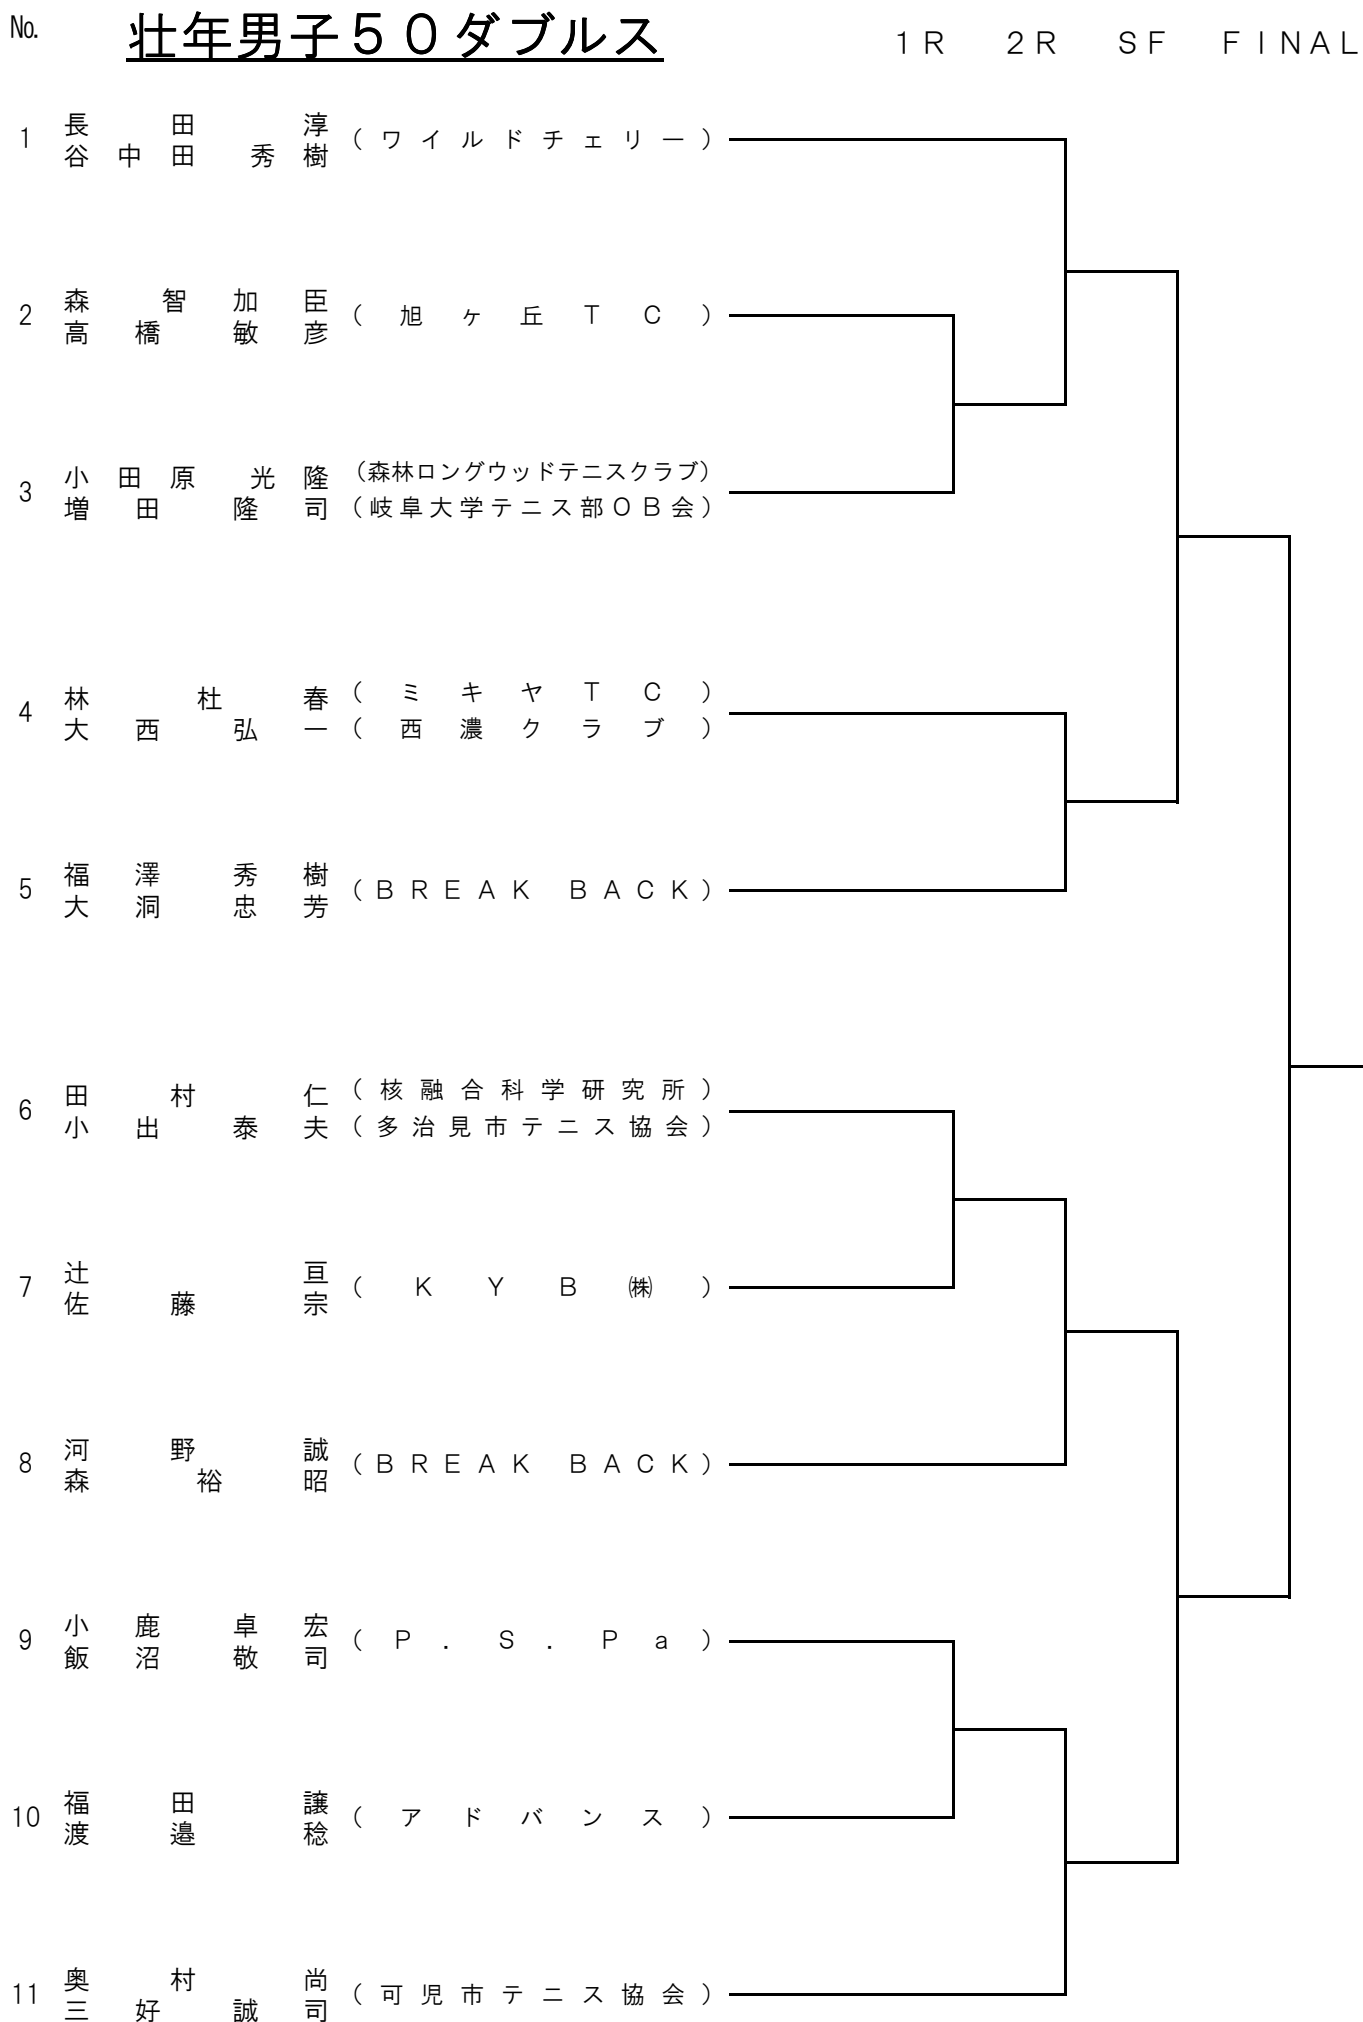 No. 壮年男子５０ダブルス １Ｒ ２Ｒ ＳＦ ＦＩＮＡＬ
1 長田 淳 (ワイルドチェリー)
谷中田 秀樹
2 森 智加臣 (旭ヶ丘ＴＣ)
高橋 敏彦
3 小田原 光隆 (森林ロングウッドテニスクラブ)
増田 隆司 (岐阜大学テニス部ＯＢ会)
4 林 杜春 (ミキヤＴＣ)
大西 弘一 (西濃クラブ)
5 福澤 秀樹 (ＢＲＥＡＫ ＢＡＣＫ)
大洞 忠芳
6 田村 仁 (核融合科学研究所)
小出 泰夫 (多治見市テニス協会)
7 辻 亘 (ＫＹＢ㈱)
佐藤 宗
8 河野 誠 (ＢＲＥＡＫ ＢＡＣＫ)
森 裕昭
9 小鹿 卓宏 (Ｐ．Ｓ．Ｐａ)
飯沼 敬司
10 福田 譲 (アドバンス)
渡邉 稔
11 奥村 尚 (可児市テニス協会)
三好 誠司